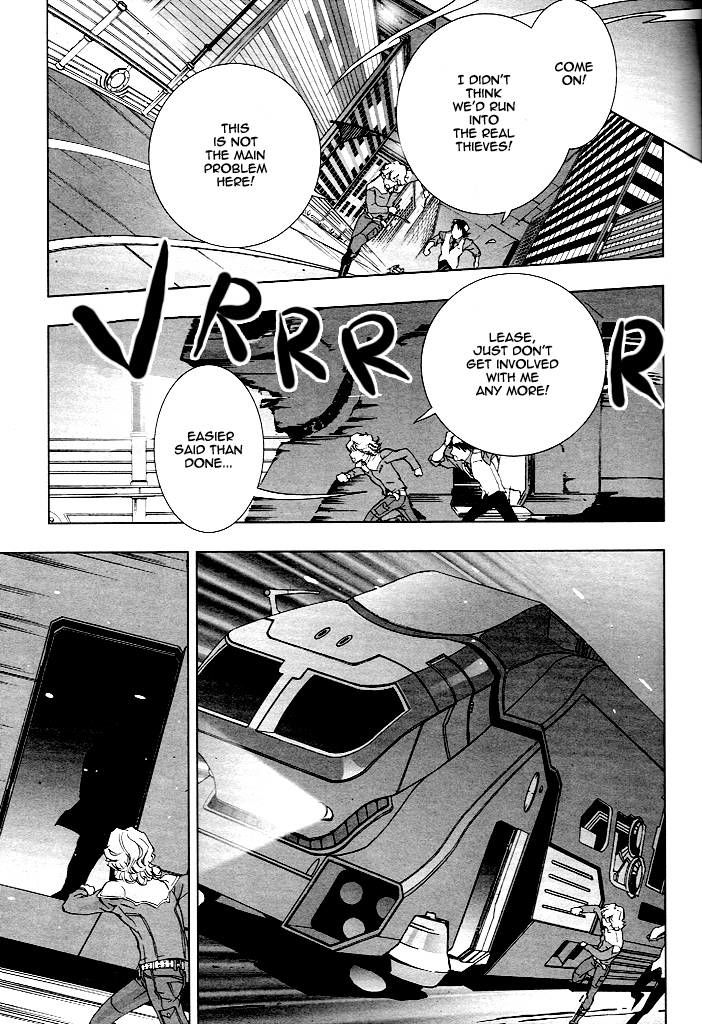 COME
ON!
I DIDN'T
THINK
WE'D RUN
INTO
THE REAL
THIEVES!
THIS
IS NOT
THE MAIN
PROBLEM
HERE!
VRRR
R
LEASE,
JUST DON'T
GET INVOLVED
WITH ME
ANY MORE!
EASIER
SAID THAN
DONE...